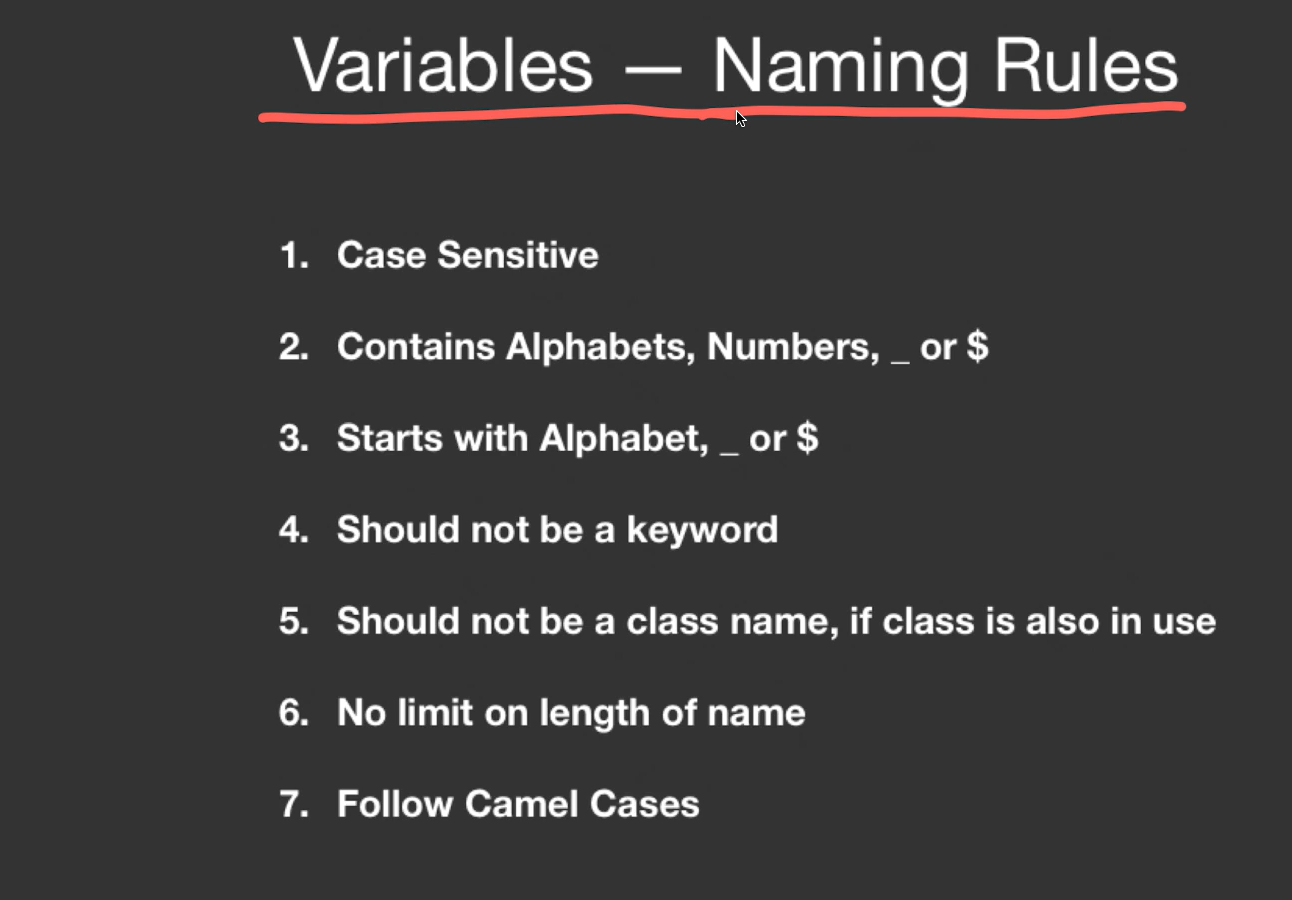 Variables — Naming Rules
1. Case Sensitive
2. Contains Alphabets, Numbers, _ or $
3. Starts with Alphabet, _ or $
4. Should not be a keyword
5. Should not be a class name, if class is also in use
6. No limit on length of name
7. Follow Camel Cases